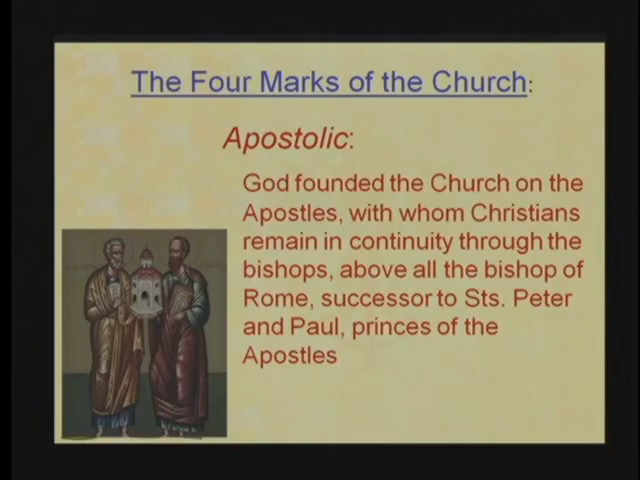 The Four Marks of the Church:
Apostolic:
God founded the Church on the
Apostles, with whom Christians
remain in continuity through the
bishops, above all the bishop of
Rome, successor to Sts. Peter
and Paul, princes of the
Apostles